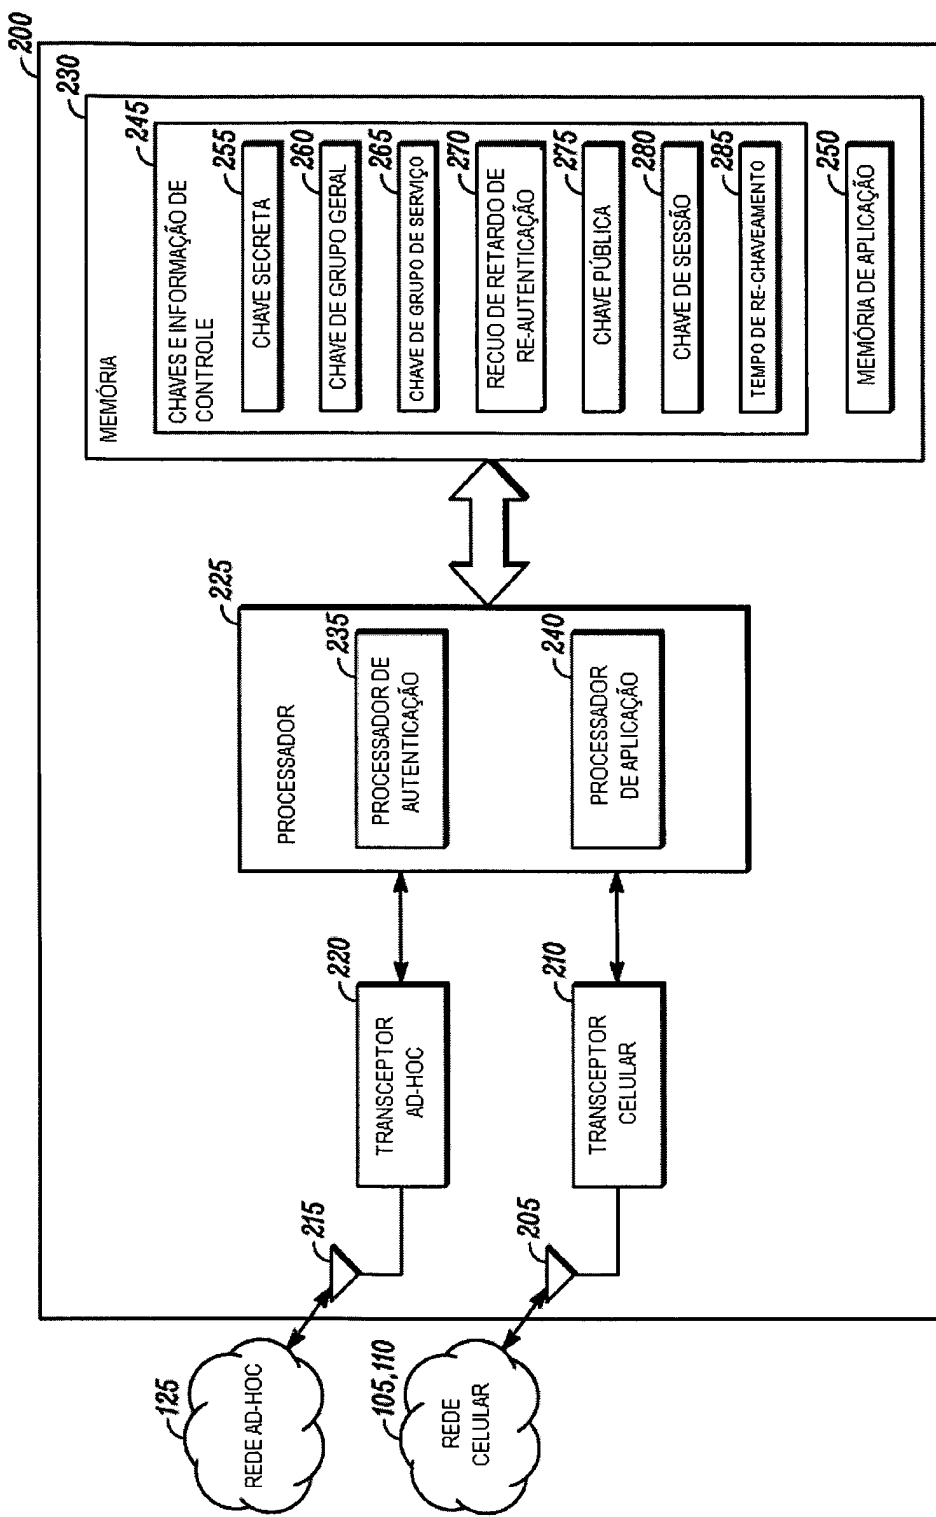 200
125
REDE AD-HOC
105,110
REDE
CELULAR
215
205
220
TRANSCEPTOR
AD-HOC
210
TRANSCEPTOR
CELULAR
225
PROCESSADOR
235
PROCESSADOR DE
AUTENTICAÇÃO
240
PROCESSADOR
DE APLICAÇÃO
230
MEMÓRIA
245
CHAVES E INFORMAÇÃO DE
CONTROLE
255
CHAVE SECRETA
260
CHAVE DE GRUPO GERAL
265
CHAVE DE GRUPO DE SERVIÇO
270
RECUO DE RETARDO DE
RE-AUTENTICAÇÃO
275
CHAVE PÚBLICA
280
CHAVE DE SESSÃO
285
TEMPO DE RE-CHAVEAMENTO
250
MEMÓRIA DE APLICAÇÃO